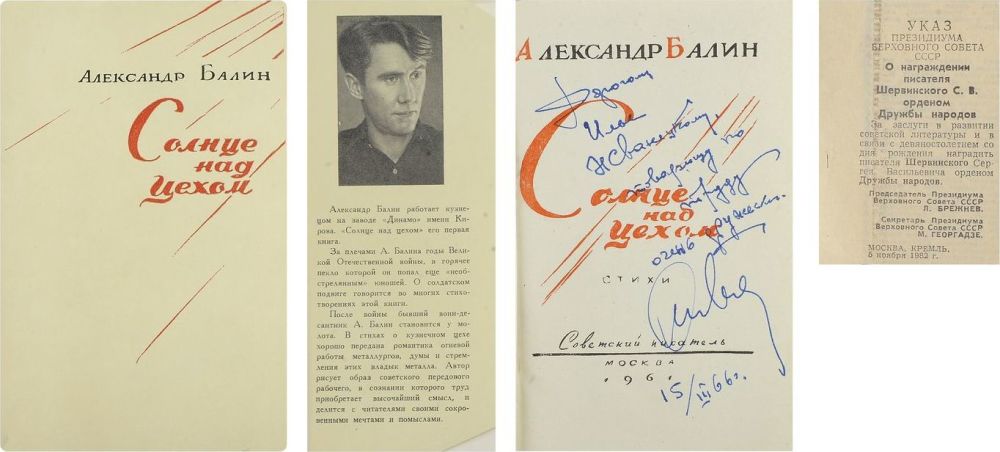 АЛЕКСАНДР БАЛИН
Солнце
над
цехом
Александр Балин работает кузне-
цом на заводе «Динамо» имени Ки-
рова. «Солнце над цехом» его первая
книга.
За плечами А. Балина годы Вели-
кой Отечественной войны, в горячее
пекло которой он попал еще «необ-
стрелянным» юношей. О солдатском
подвиге говорится во многих стихо-
творениях этой книги.
После войны бывший воин-де-
сантник А. Балин становится у мо-
лота. В стихах о кузнечном цехе
хорошо передана романтика огневой
работы металлургов, думы и стрем-
ления этих владык металла. Автор
рисует образ советского передового
рабочего, в сознании которого труд
приобретает высочайший смысл, и
делится с читателями своими сокро-
венными мечтами и помыслами.
АЛЕКСАНДР БАЛИН
Дорогому
Илье
Жванецкому,
товарищу по
труду
очень дружески.
Солнце
над
цехом
СТИХИ
Советский писатель
МОСКВА
1961
15/III 66 г.
УКАЗ
ПРЕЗИДИУМА
ВЕРХОВНОГО СОВЕТА
СССР
О награждении
писателя
Шервинского С. В.
орденом
Дружбы народов
За заслуги в развитии
советской литературы и в
связи с девяностолетием со
дня рождения наградить
писателя Шервинского Сер-
гея Васильевича орденом
Дружбы народов.
Председатель Президиума
Верховного Совета СССР
Л. БРЕЖНЕВ.
Секретарь Президиума
Верховного Совета СССР
М. ГЕОРГАДЗЕ.
МОСКВА, КРЕМЛЬ.
5 ноября 1982 г.